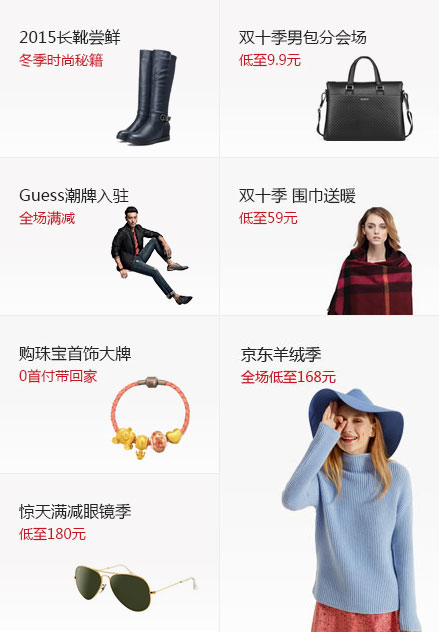 2015长靴尝鲜
冬季时尚秘籍
双十季男包分会场
低至9.9元
Guess潮牌入驻
全场满减
双十季 围巾送暖
低至59元
购珠宝首饰大牌
0首付带回家
京东羊绒季
全场低至168元
惊天满减眼镜季
低至180元